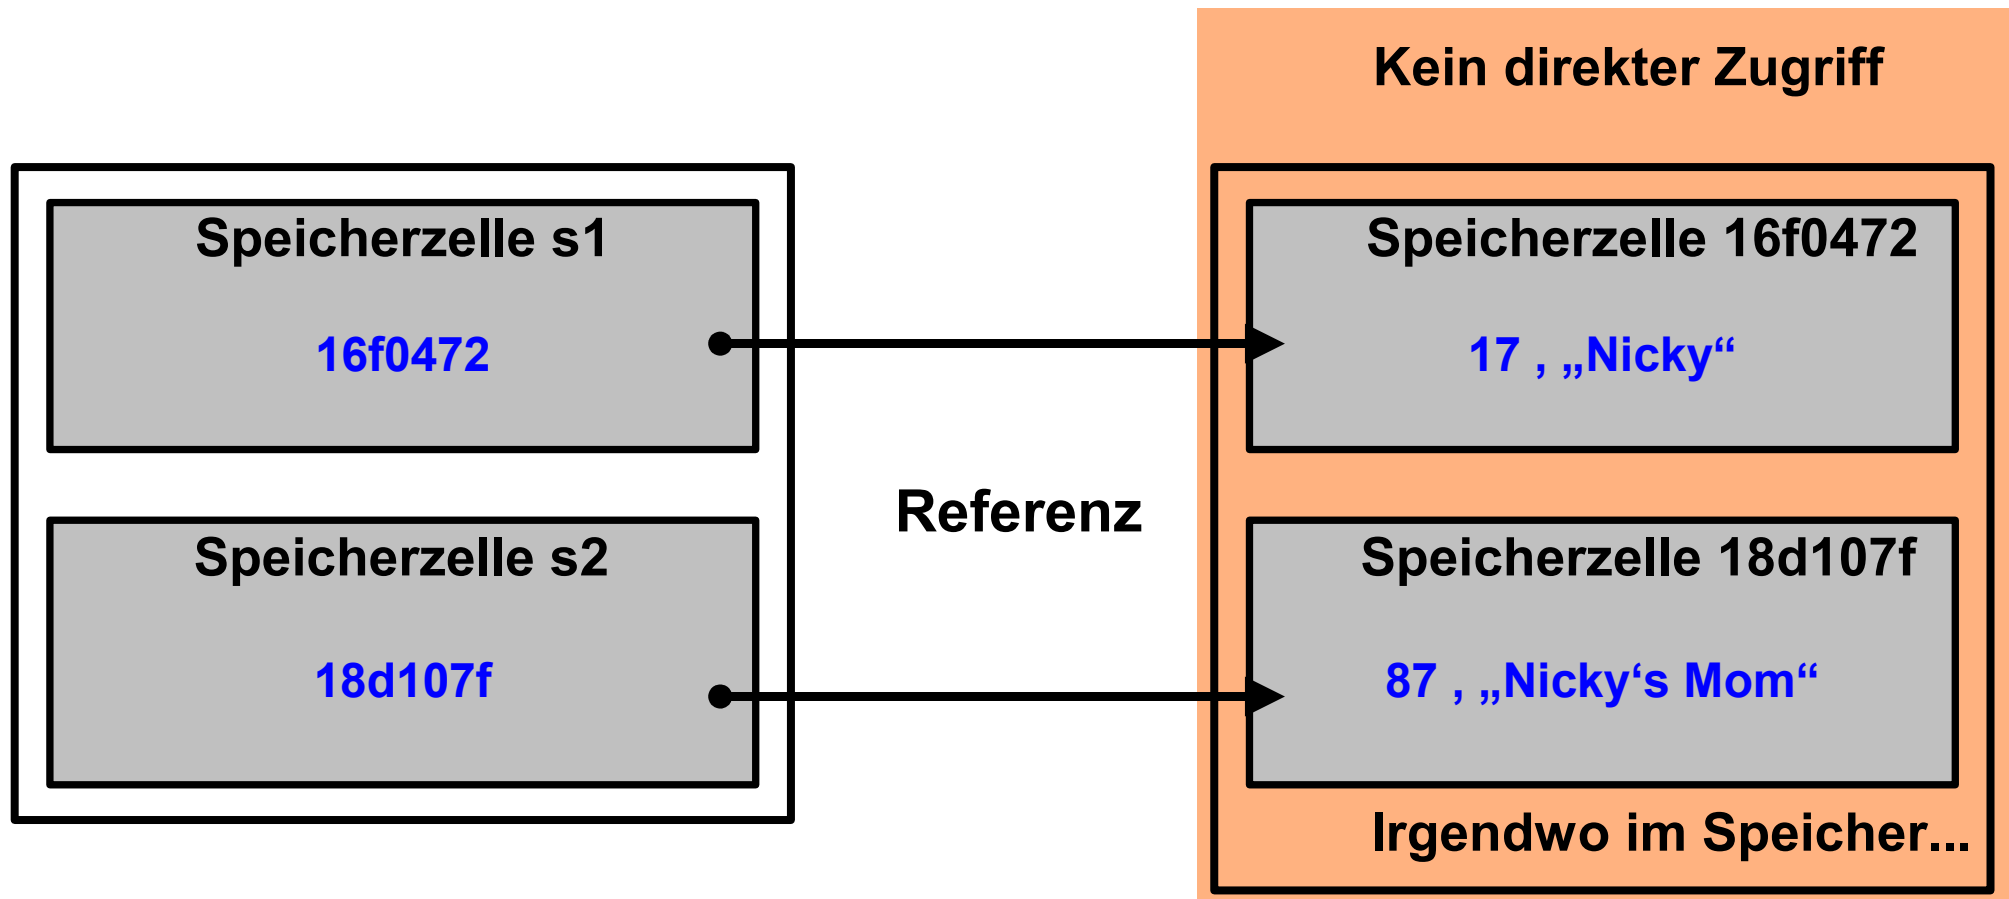 Kein direkter Zugriff
Speicherzelle s1
16f0472
Speicherzelle 16f0472
17 , „Nicky“
Referenz
Speicherzelle s2
18d107f
Speicherzelle 18d107f
87 , „Nicky‘s Mom“
Irgendwo im Speicher...